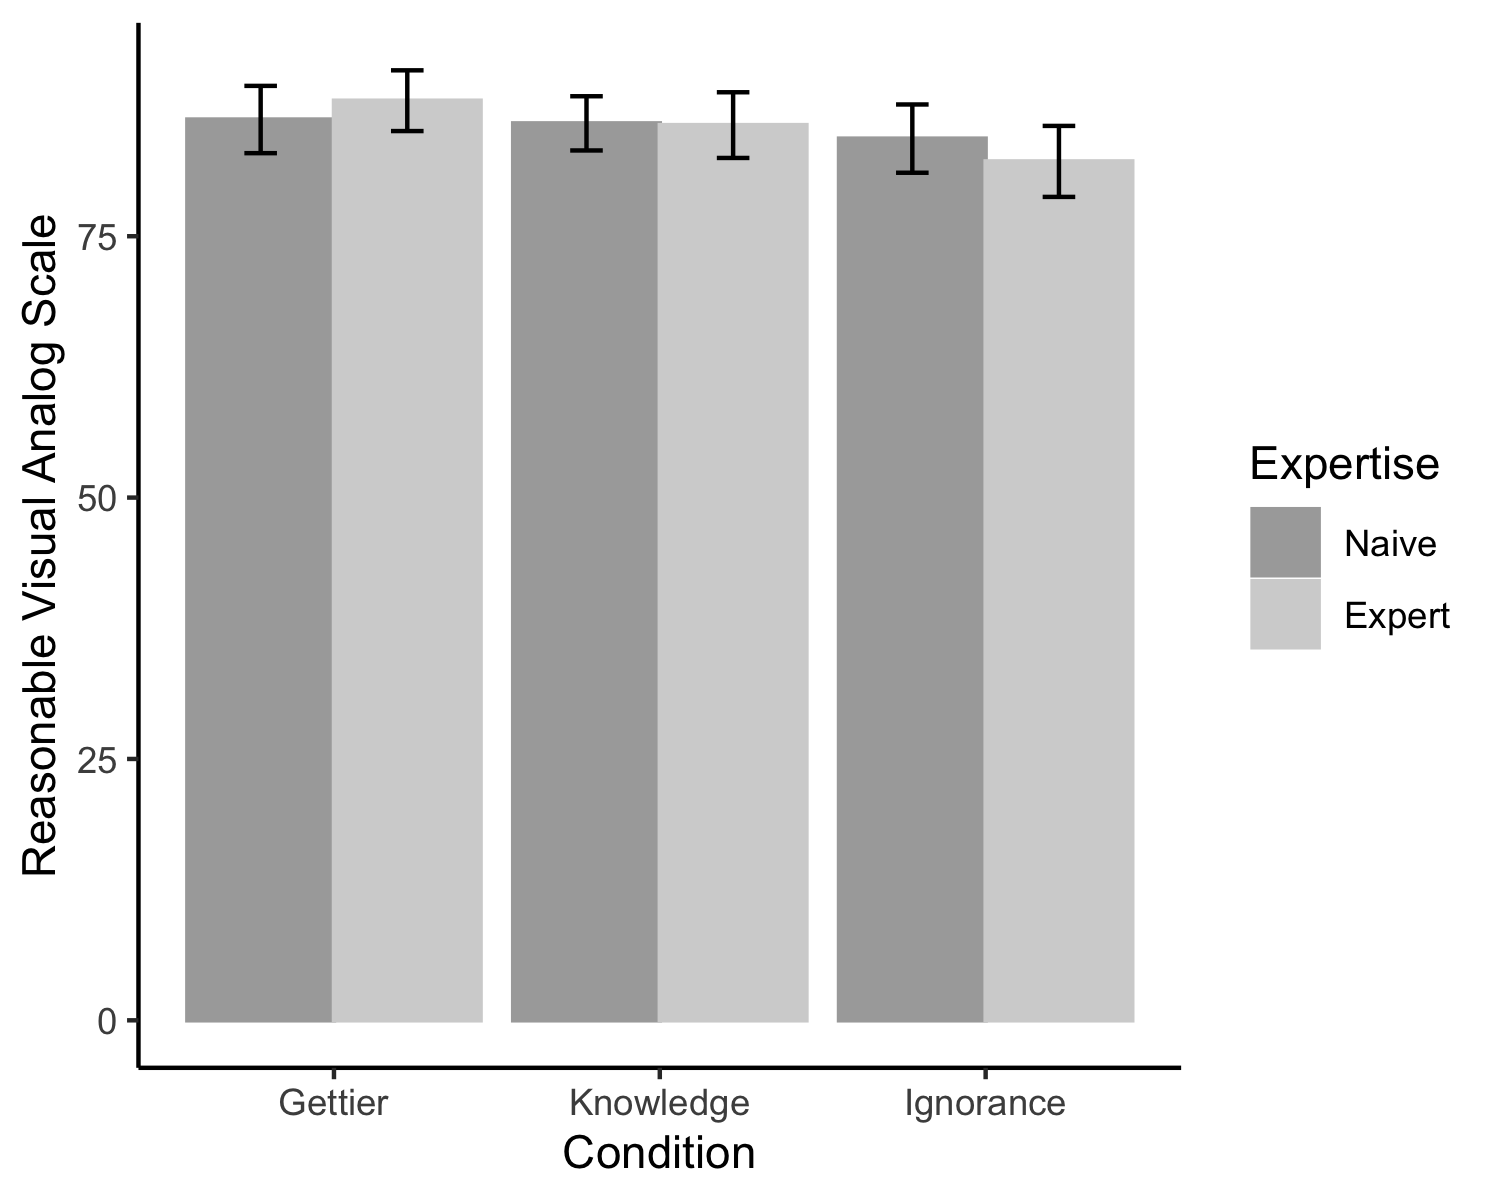 Reasonable Visual Analog Scale
75
50
25
0
Gettier
Knowledge
Ignorance
Condition
Expertise
Naive
Expert